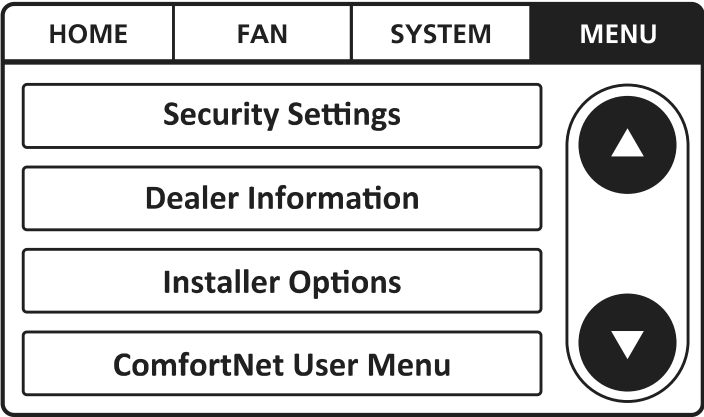 HOME FAN SYSTEM MENU
Security Settings
Dealer Information
Installer Options
ComfortNet User Menu